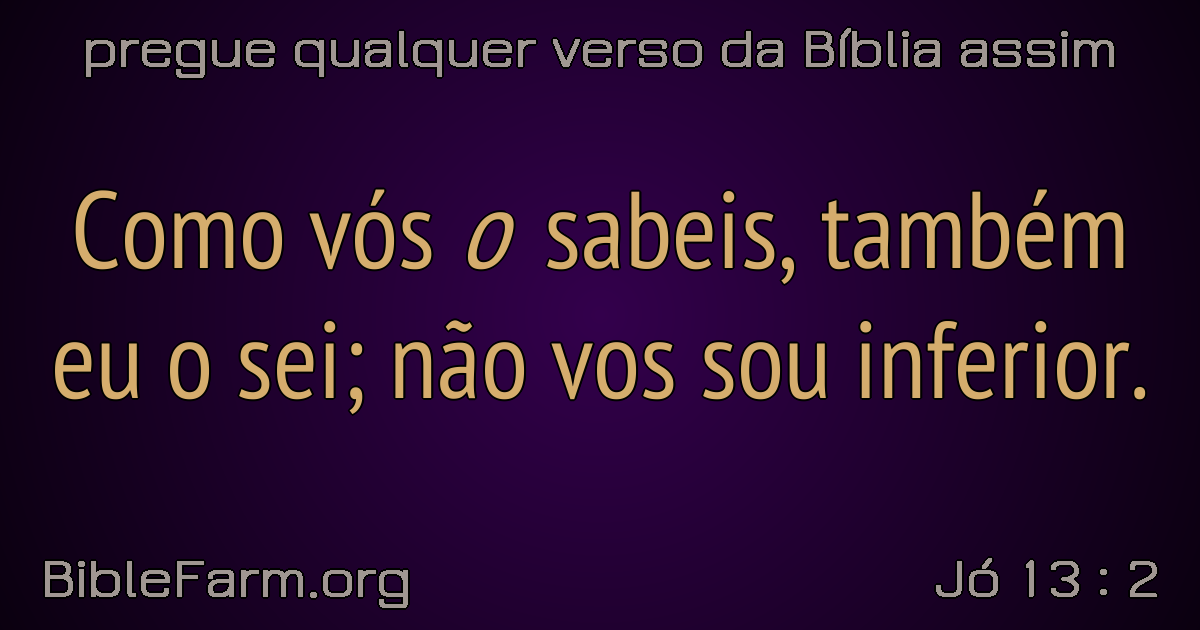 pregue qualquer verso da Bíblia assim
Como vós o sabeis, também
eu o sei; não vos sou inferior.
BibleFarm.org
Jó 13 : 2